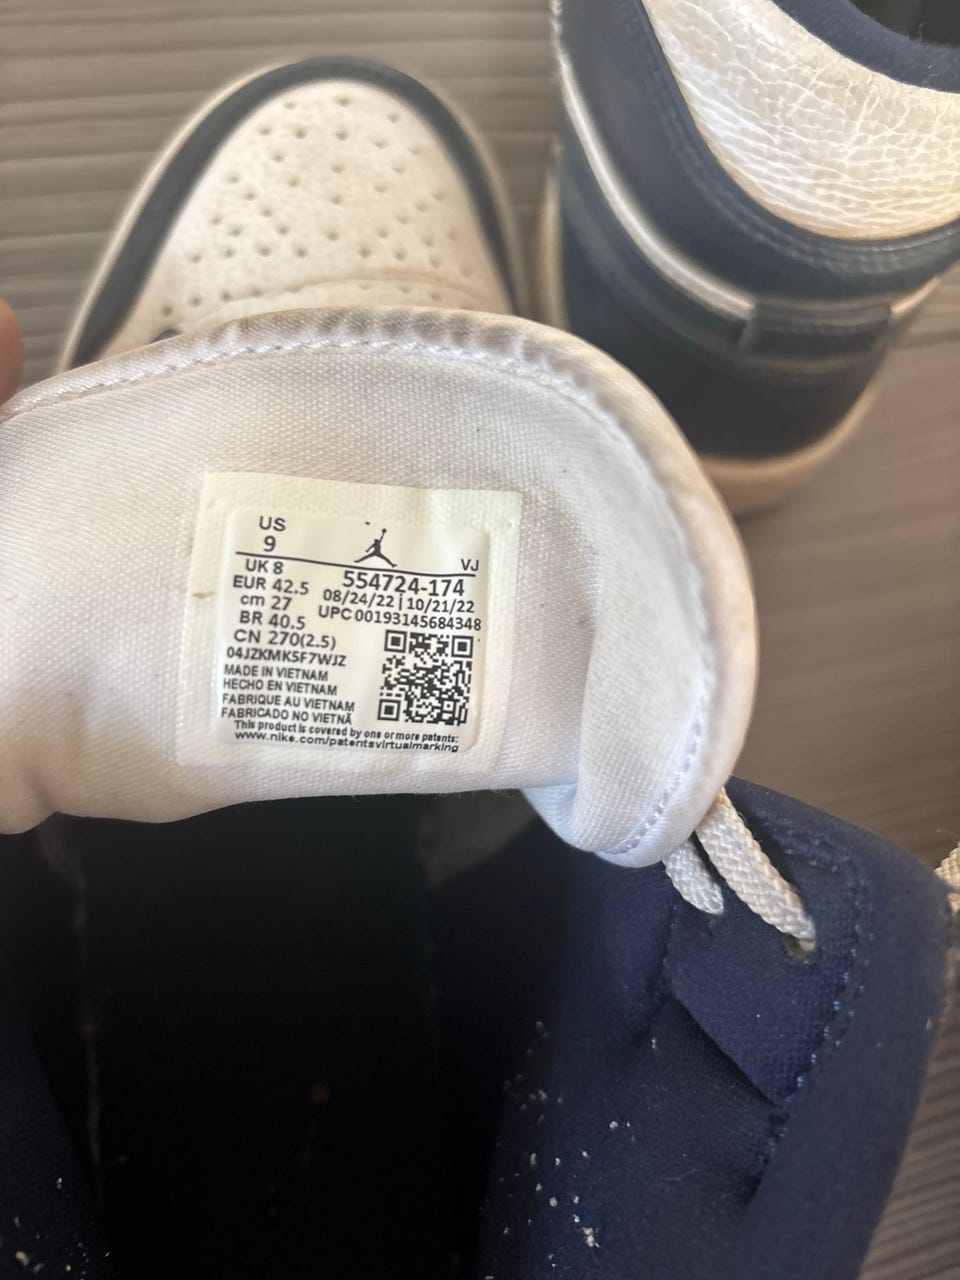 US
9
VJ
UK 8
554724-174
EUR 42.5
08/24/22 | 10/21/22
cm 27
UPC 00193145684348
BR 40.5
CN 270(2.5)
04JZKMK5F7WJZ
MADE IN VIETNAM
HECHO EN VIETNAM
FABRIQUE AU VIETNAM
FABRICADO NO VIETNÃ
This product is covered by one or more patents:
www.nike.com/patentsvirtualmarking